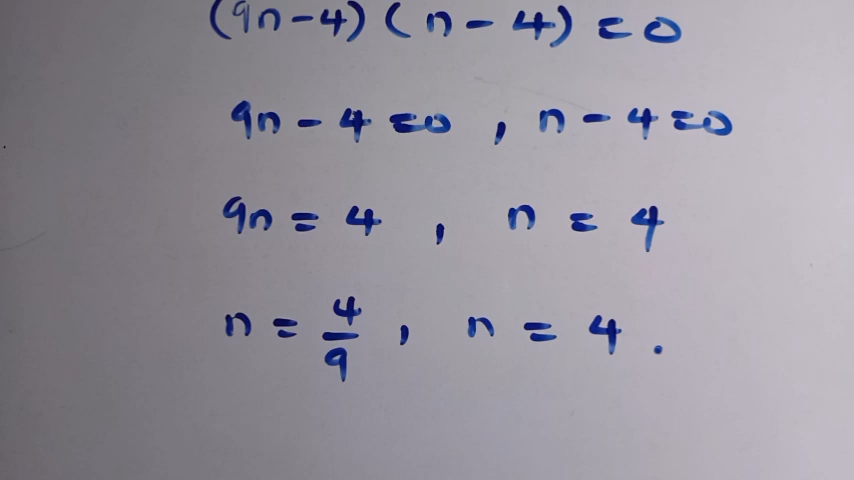 (9n-4)(n-4)=0
9n-4=0, n-4=0
9n=4, n=4
n=4/9, n=4.